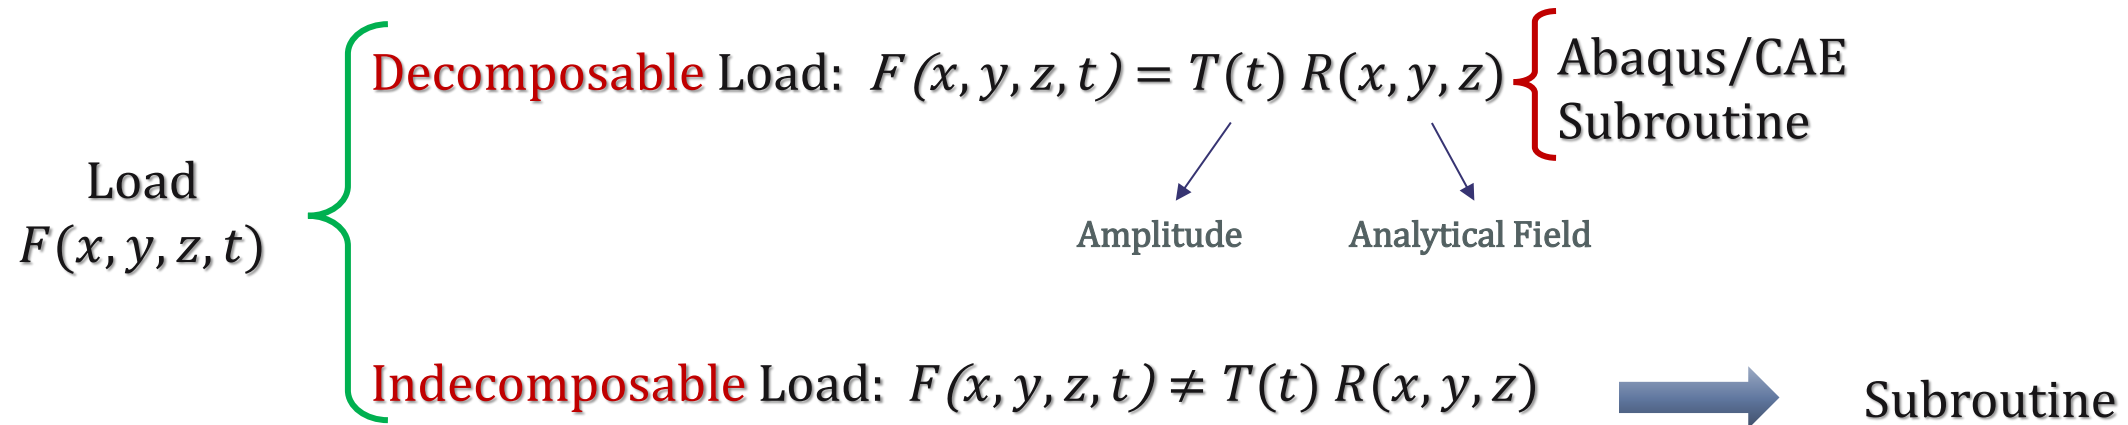 Load
F(x, y, z, t)
Decomposable Load: F(x, y, z, t) = T(t) R(x, y, z)
Abaqus/CAE
Subroutine
Amplitude
Analytical Field
Indecomposable Load: F(x, y, z, t) ≠ T(t) R(x, y, z)
Subroutine